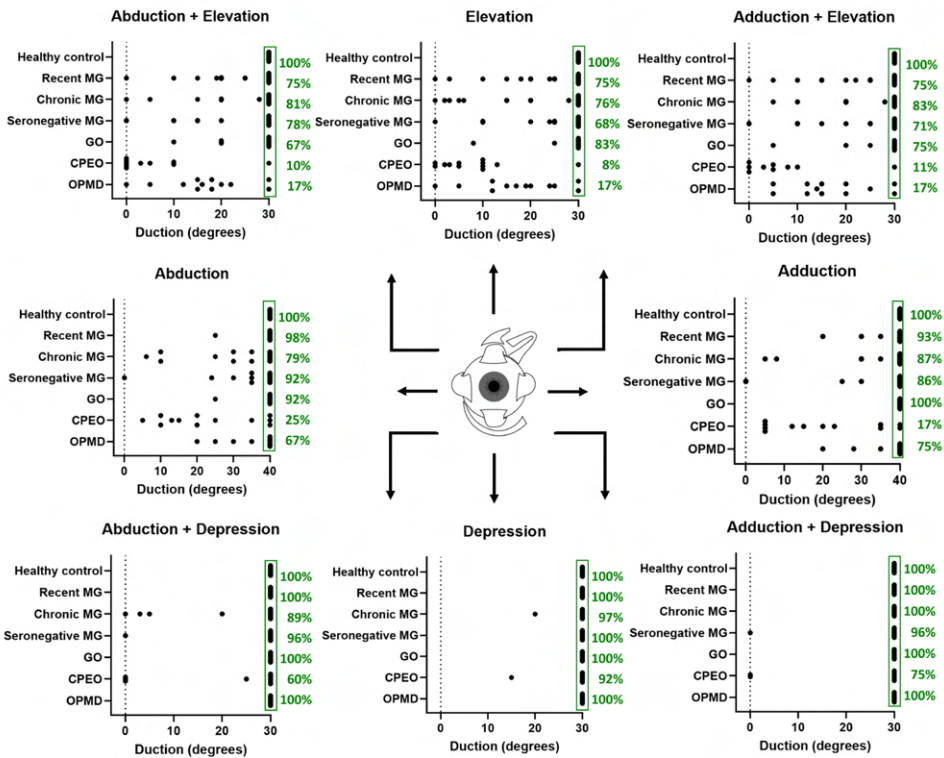 Abduction + Elevation
Healthy control 100%
Recent MG 75%
Chronic MG 81%
Seronegative MG 78%
GO 67%
CPEO 10%
OPMD 17%
0 10 20 30
Duction (degrees)
Elevation
Healthy control 100%
Recent MG 75%
Chronic MG 76%
Seronegative MG 68%
GO 83%
CPEO 8%
OPMD 17%
0 10 20 30
Duction (degrees)
Adduction + Elevation
Healthy control 100%
Recent MG 75%
Chronic MG 83%
Seronegative MG 71%
GO 75%
CPEO 11%
OPMD 17%
0 10 20 30
Duction (degrees)
Abduction
Healthy control 100%
Recent MG 98%
Chronic MG 79%
Seronegative MG 92%
GO 92%
CPEO 25%
OPMD 67%
0 10 20 30 40
Duction (degrees)
Adduction
Healthy control 100%
Recent MG 93%
Chronic MG 87%
Seronegative MG 86%
GO 100%
CPEO 17%
OPMD 75%
0 10 20 30 40
Duction (degrees)
Abduction + Depression
Healthy control 100%
Recent MG 100%
Chronic MG 89%
Seronegative MG 96%
GO 100%
CPEO 60%
OPMD 100%
0 10 20 30
Duction (degrees)
Depression
Healthy control 100%
Recent MG 100%
Chronic MG 97%
Seronegative MG 100%
GO 100%
CPEO 92%
OPMD 100%
0 10 20 30
Duction (degrees)
Adduction + Depression
Healthy control 100%
Recent MG 100%
Chronic MG 100%
Seronegative MG 96%
GO 100%
CPEO 75%
OPMD 100%
0 10 20 30
Duction (degrees)